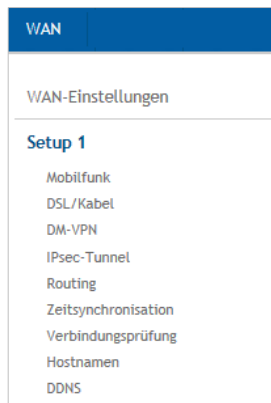 WAN
WAN-Einstellungen
Setup 1
Mobilfunk
DSL/Kabel
DM-VPN
IPsec-Tunnel
Routing
Zeitsynchronisation
Verbindungsprüfung
Hostnamen
DDNS